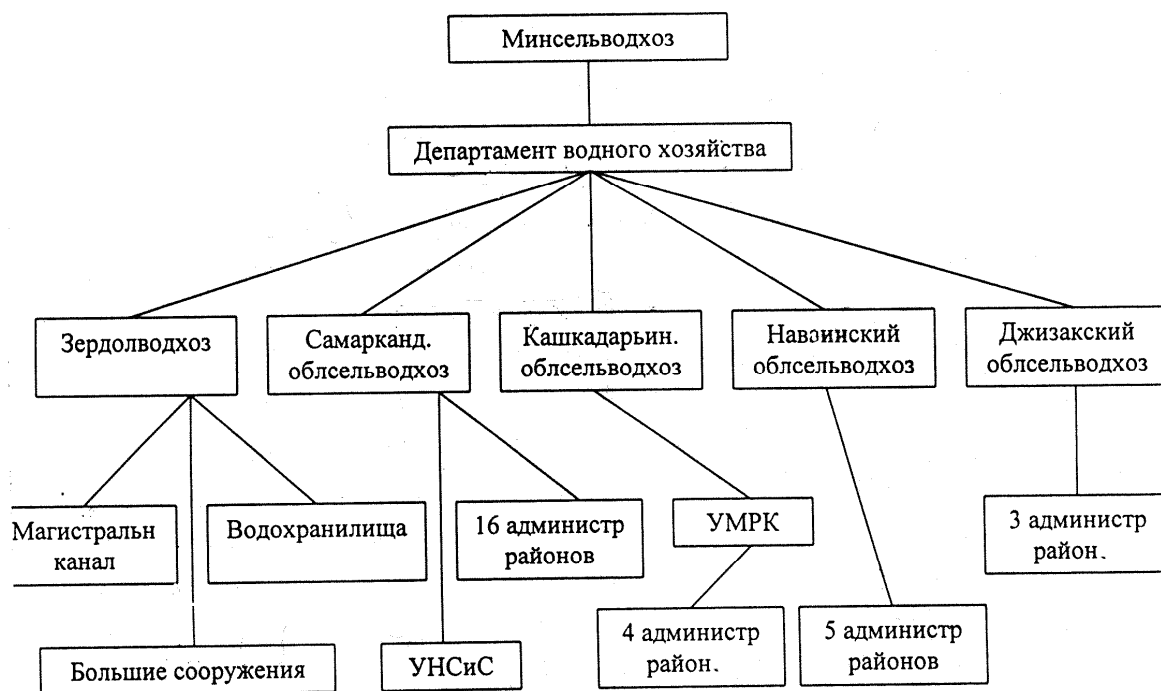 Минсельводхоз
Департамент водного хозяйства
Зердолводхоз
Самарканд.
облсельводхоз
Кашкадарьин.
облсельводхоз
Навоинский
облсельводхоз
Джизакский
облсельводхоз
Магистральн
канал
Водохранилища
16 администр
районов
УМРК
3 администр
район.
Большие сооружения
УНСиС
4 администр
район.
5 администр
районов